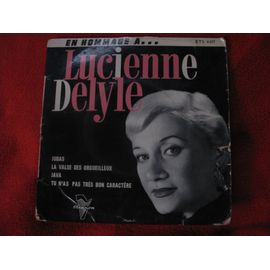 EN HOMMAGE A...
Lucienne
Delyle
JUDAS
LA VALSE DES ORGUEILLEUX
JAVA
TU N'AS PAS TRÈS BON CARACTÈRE